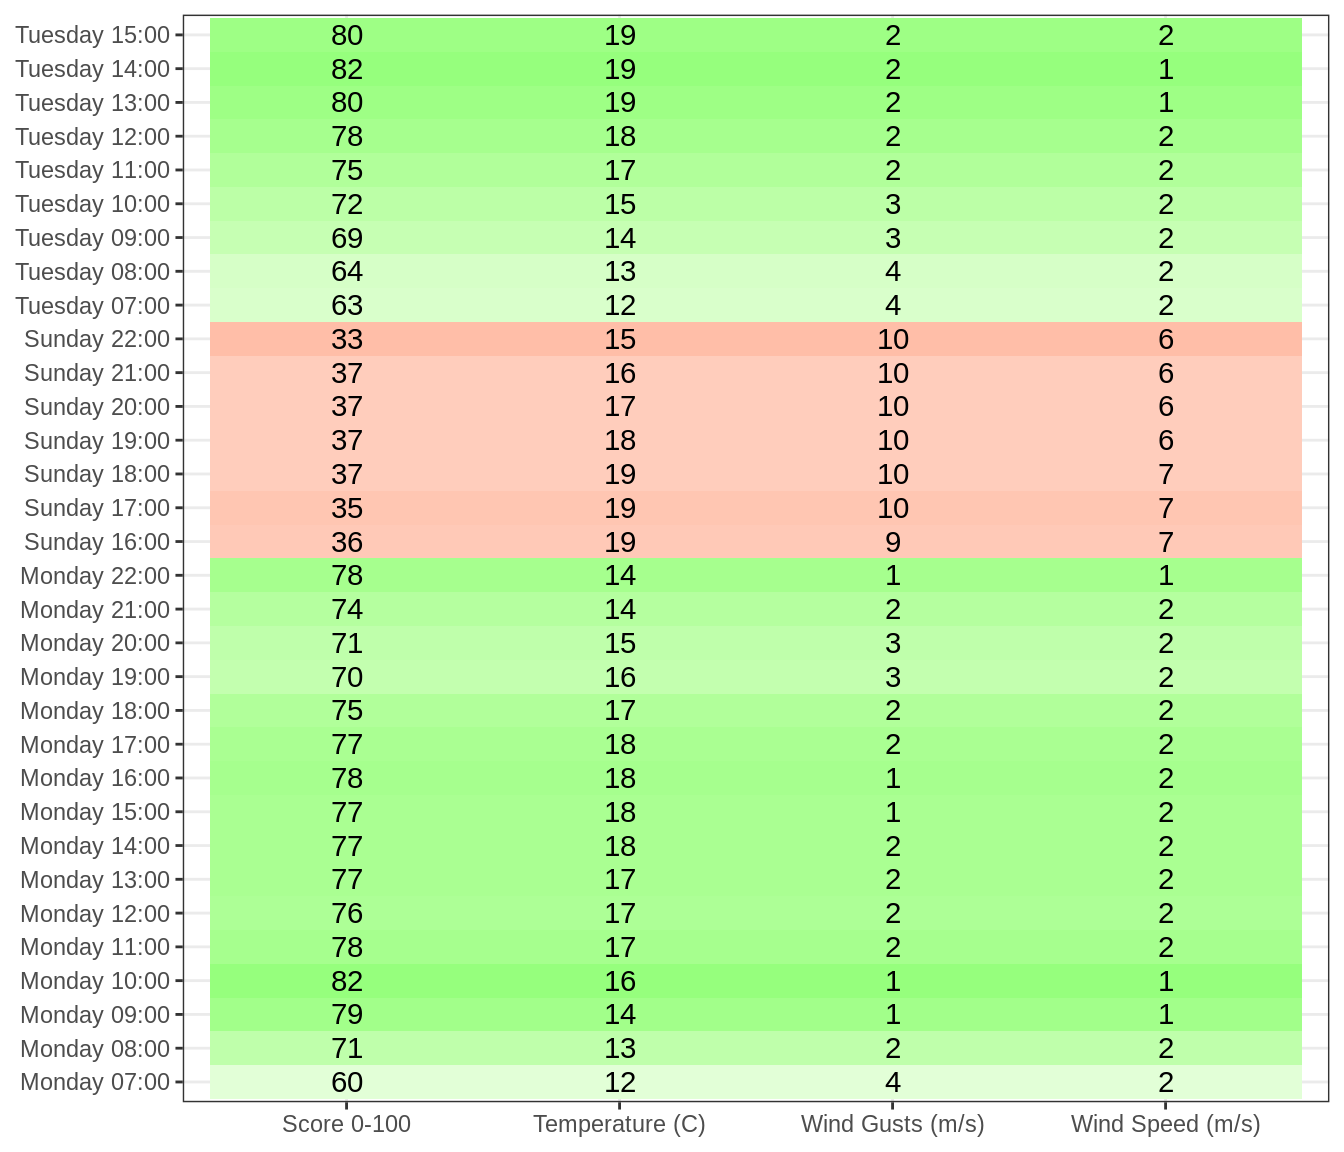 Tuesday 15:00 80 19 2 2
Tuesday 14:00 82 19 2 1
Tuesday 13:00 80 19 2 1
Tuesday 12:00 78 18 2 2
Tuesday 11:00 75 17 2 2
Tuesday 10:00 72 15 3 2
Tuesday 09:00 69 14 3 2
Tuesday 08:00 64 13 4 2
Tuesday 07:00 63 12 4 2
Sunday 22:00 33 15 10 6
Sunday 21:00 37 16 10 6
Sunday 20:00 37 17 10 6
Sunday 19:00 37 18 10 6
Sunday 18:00 37 19 10 7
Sunday 17:00 35 19 10 7
Sunday 16:00 36 19 9 7
Monday 22:00 78 14 1 1
Monday 21:00 74 14 2 2
Monday 20:00 71 15 3 2
Monday 19:00 70 16 3 2
Monday 18:00 75 17 2 2
Monday 17:00 77 18 2 2
Monday 16:00 78 18 1 2
Monday 15:00 77 18 1 2
Monday 14:00 77 18 2 2
Monday 13:00 77 17 2 2
Monday 12:00 76 17 2 2
Monday 11:00 78 17 2 2
Monday 10:00 82 16 1 1
Monday 09:00 79 14 1 1
Monday 08:00 71 13 2 2
Monday 07:00 60 12 4 2
Score 0-100 Temperature (C) Wind Gusts (m/s) Wind Speed (m/s)